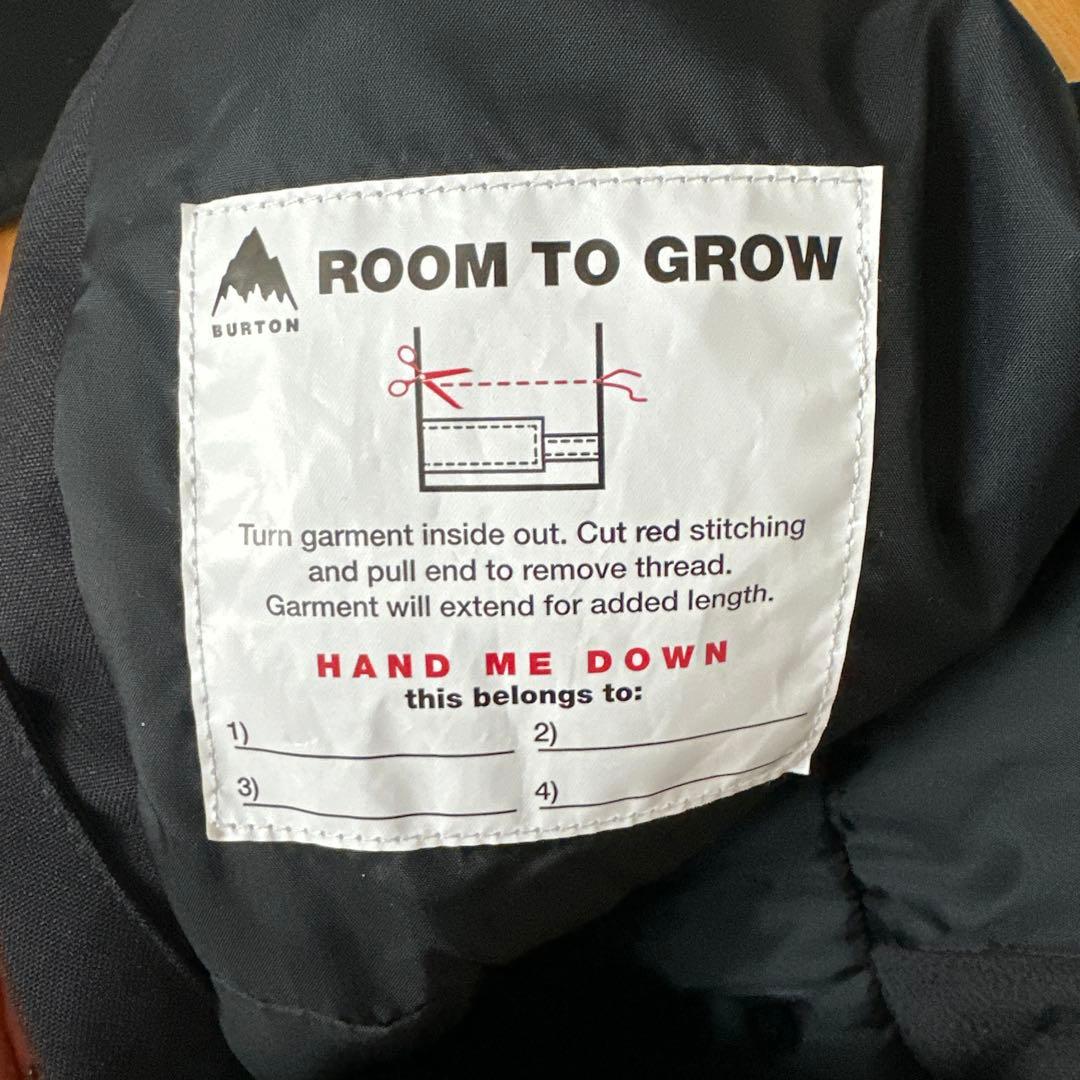 BURTON
ROOM TO GROW
Turn garment inside out. Cut red stitching
and pull end to remove thread.
Garment will extend for added length.
HAND ME DOWN
this belongs to:
1) 2)
3) 4)